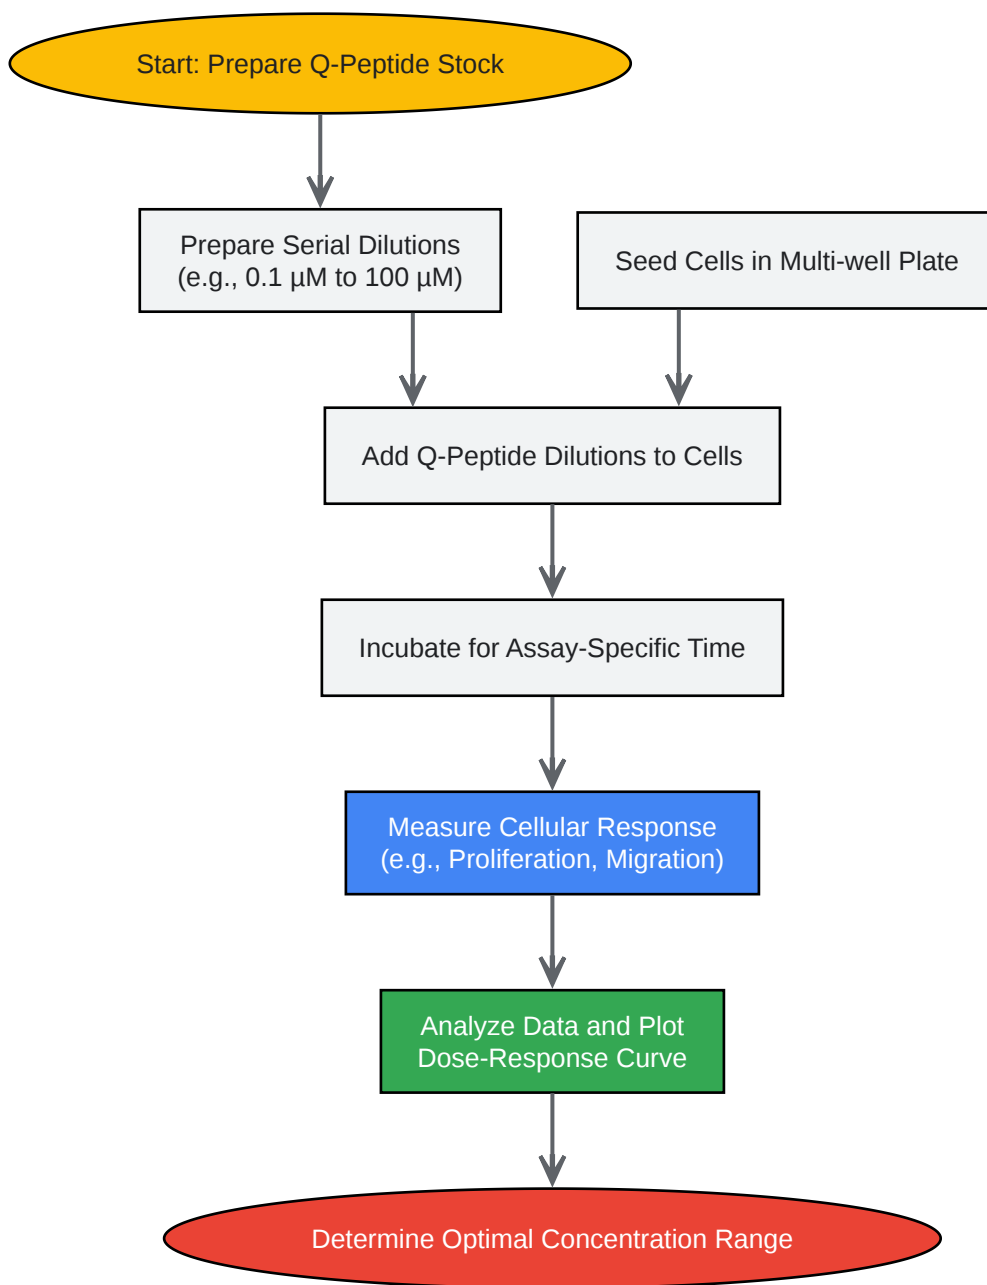 Start: Prepare Q-Peptide Stock
Prepare Serial Dilutions
(e.g., 0.1 µM to 100 µM)
Seed Cells in Multi-well Plate
Add Q-Peptide Dilutions to Cells
Incubate for Assay-Specific Time
Measure Cellular Response
(e.g., Proliferation, Migration)
Analyze Data and Plot
Dose-Response Curve
Determine Optimal Concentration Range